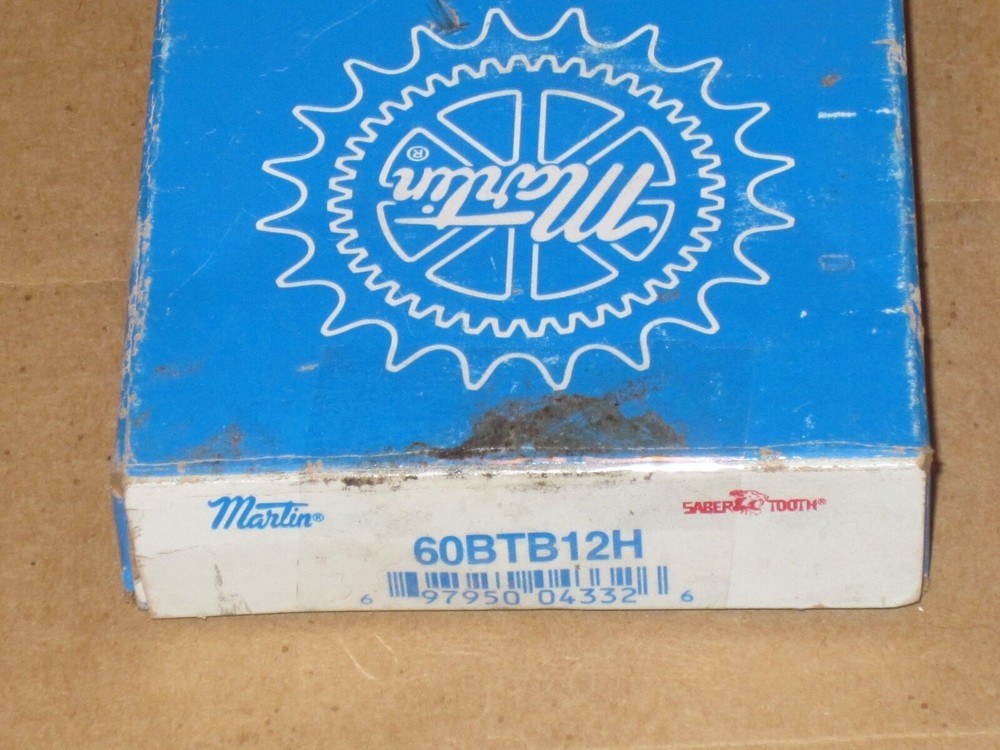 Martin®
Martin®
SABER TOOTH®
60BTB12H
6 97950 04332 6